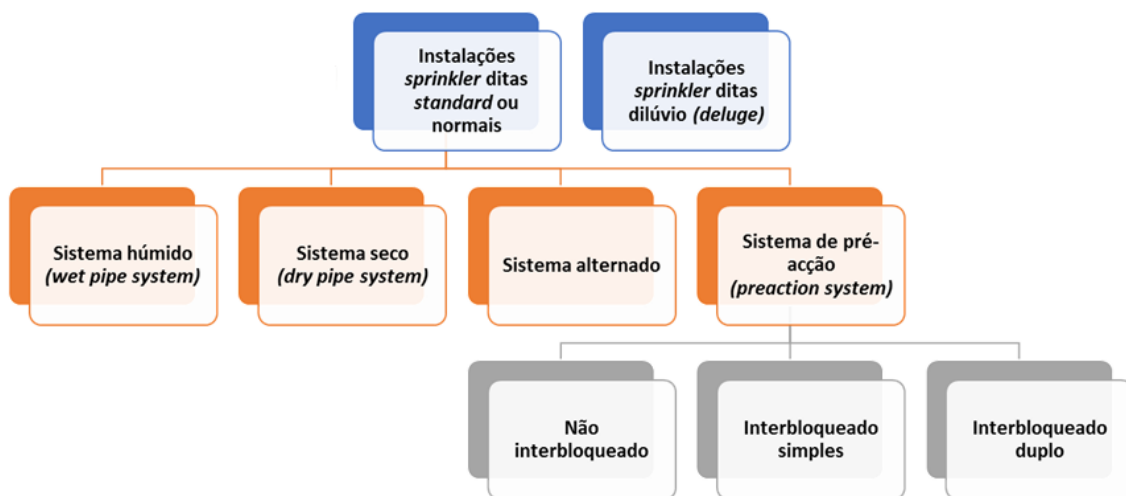 Instalações
sprinkler ditas
standard ou
normais
Instalações
sprinkler ditas
dilúvio (deluge)
Sistema húmido
(wet pipe system)
Sistema seco
(dry pipe system)
Sistema alternado
Sistema de pré-
acção
(preaction system)
Não
interbloqueado
Interbloqueado
simples
Interbloqueado
duplo